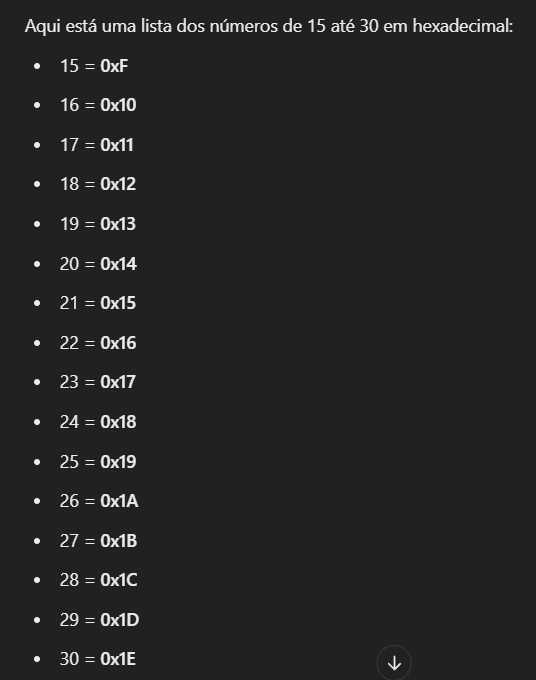 Aqui está uma lista dos números de 15 até 30 em hexadecimal:
• 15 = 0xF
• 16 = 0x10
• 17 = 0x11
• 18 = 0x12
• 19 = 0x13
• 20 = 0x14
• 21 = 0x15
• 22 = 0x16
• 23 = 0x17
• 24 = 0x18
• 25 = 0x19
• 26 = 0x1A
• 27 = 0x1B
• 28 = 0x1C
• 29 = 0x1D
• 30 = 0x1E